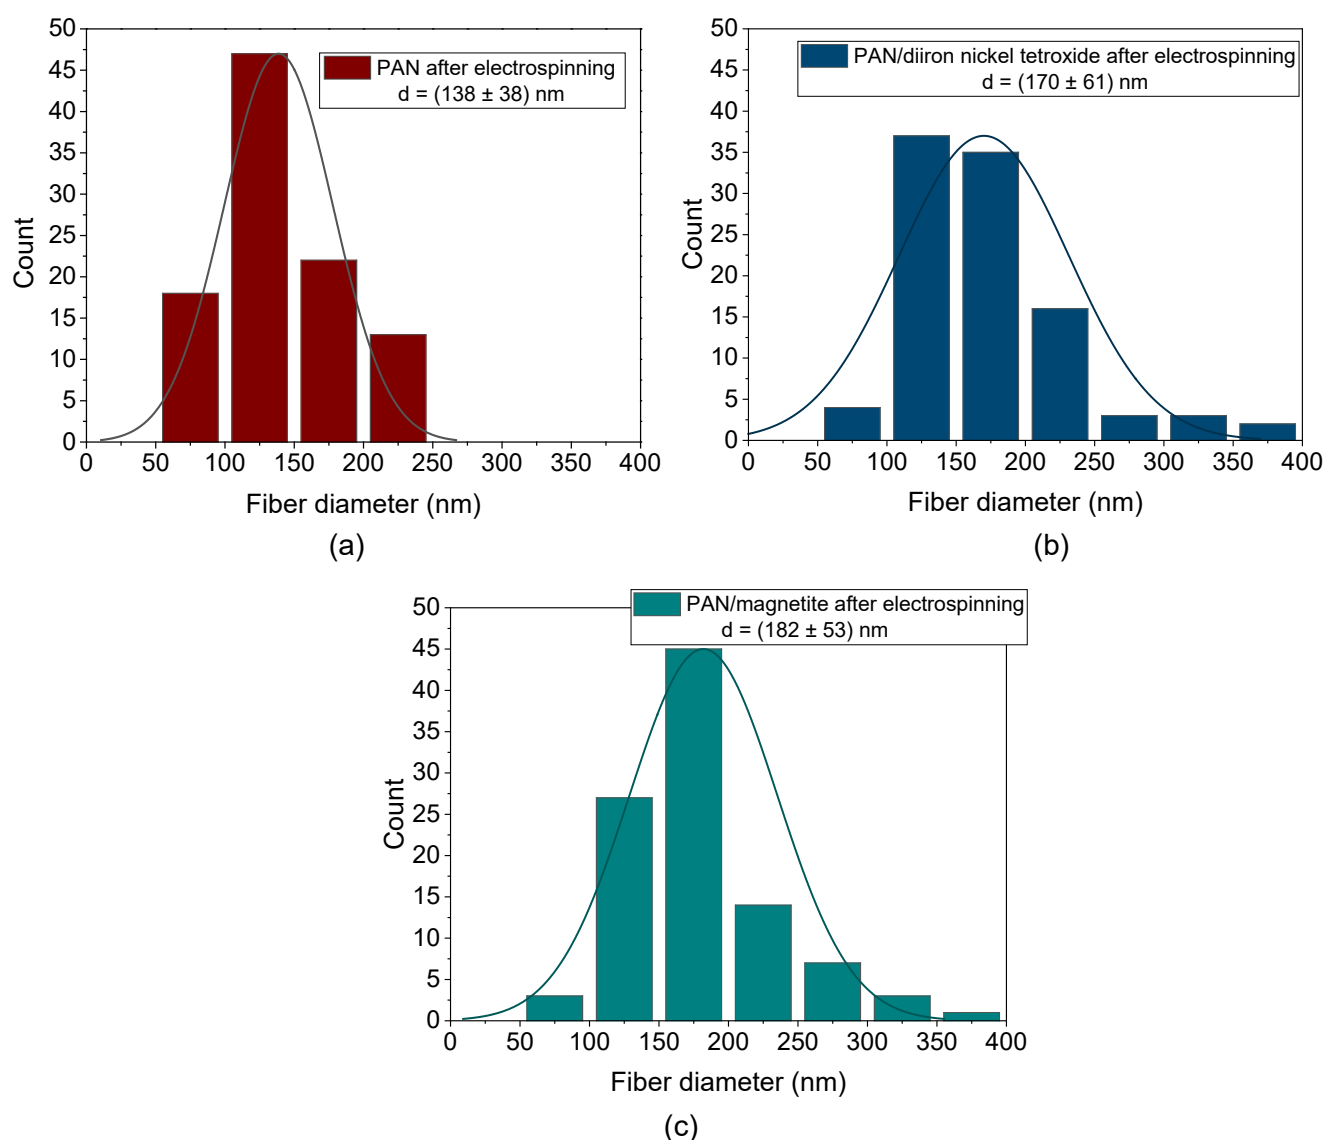 50
45
40
35
30
25
20
15
10
5
0
Count
PAN after electrospinning
d = (138 ± 38) nm
0 50 100 150 200 250 300 350 400
Fiber diameter (nm)
(a)
50
45
40
35
30
25
20
15
10
5
0
Count
PAN/diiron nickel tetroxide after electrospinning
d = (170 ± 61) nm
0 50 100 150 200 250 300 350 400
Fiber diameter (nm)
(b)
50
45
40
35
30
25
20
15
10
5
0
Count
PAN/magnetite after electrospinning
d = (182 ± 53) nm
0 50 100 150 200 250 300 350 400
Fiber diameter (nm)
(c)